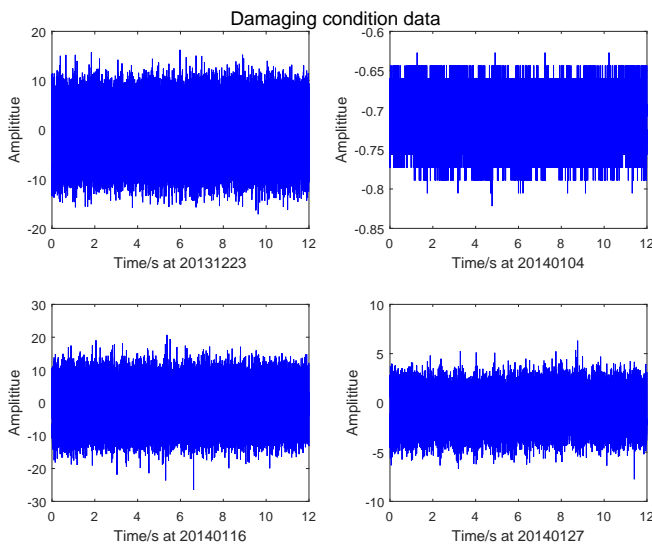 Damaging condition data
20
10
0
-10
-20
Amplititue
0 2 4 6 8 10 12
Time/s at 20131223
-0.6
-0.65
-0.7
-0.75
-0.8
-0.85
Amplititue
0 2 4 6 8 10 12
Time/s at 20140104
30
20
10
0
-10
-20
-30
Amplititue
0 2 4 6 8 10 12
Time/s at 20140116
10
5
0
-5
-10
Amplititue
0 2 4 6 8 10 12
Time/s at 20140127